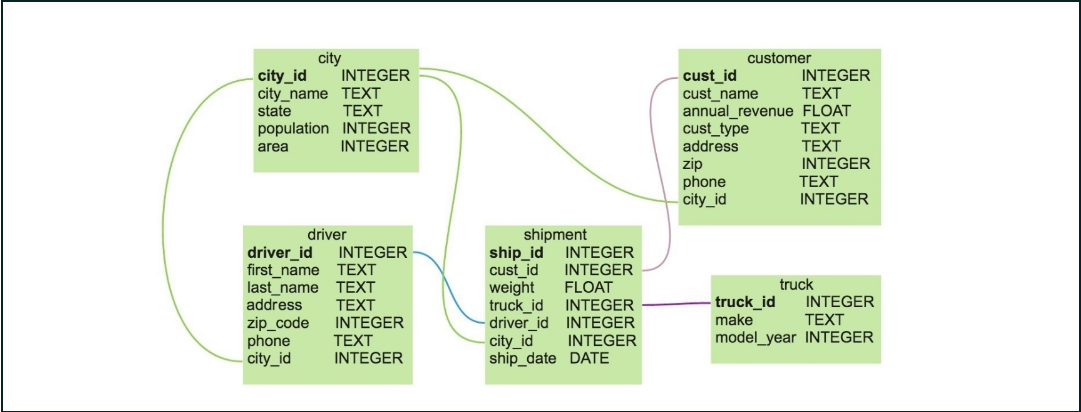 city
city_id INTEGER
city_name TEXT
state TEXT
population INTEGER
area INTEGER
customer
cust_id INTEGER
cust_name TEXT
annual_revenue FLOAT
cust_type TEXT
address TEXT
zip INTEGER
phone TEXT
city_id INTEGER
driver
driver_id INTEGER
first_name TEXT
last_name TEXT
address TEXT
zip_code INTEGER
phone TEXT
city_id INTEGER
shipment
ship_id INTEGER
cust_id INTEGER
weight FLOAT
truck_id INTEGER
driver_id INTEGER
city_id INTEGER
ship_date DATE
truck
truck_id INTEGER
make TEXT
model_year INTEGER